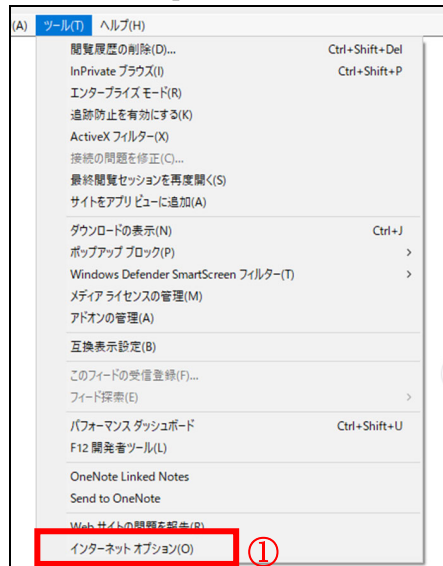 (A) ツール(T) ヘルプ(H)
閲覧履歴の削除(D)... Ctrl+Shift+Del
InPrivate ブラウズ(I) Ctrl+Shift+P
エンタープライズ モード(R)
追跡防止を有効にする(K)
ActiveX フィルター(X)
接続の問題を修正(C)...
最終閲覧セッションを再度開く(S)
サイトをアプリ ビューに追加(A)
ダウンロードの表示(N) Ctrl+J
ポップアップ ブロック(P) >
Windows Defender SmartScreen フィルター(T) >
メディア ライセンスの管理(M)
アドオンの管理(A)
互換表示設定(B)
このフィードの受信登録(F)...
フィード探索(E) >
パフォーマンス ダッシュボード Ctrl+Shift+U
F12 開発者ツール(L)
OneNote Linked Notes
Send to OneNote
Web サイトの問題を報告(R)
インターネット オプション(O) ①